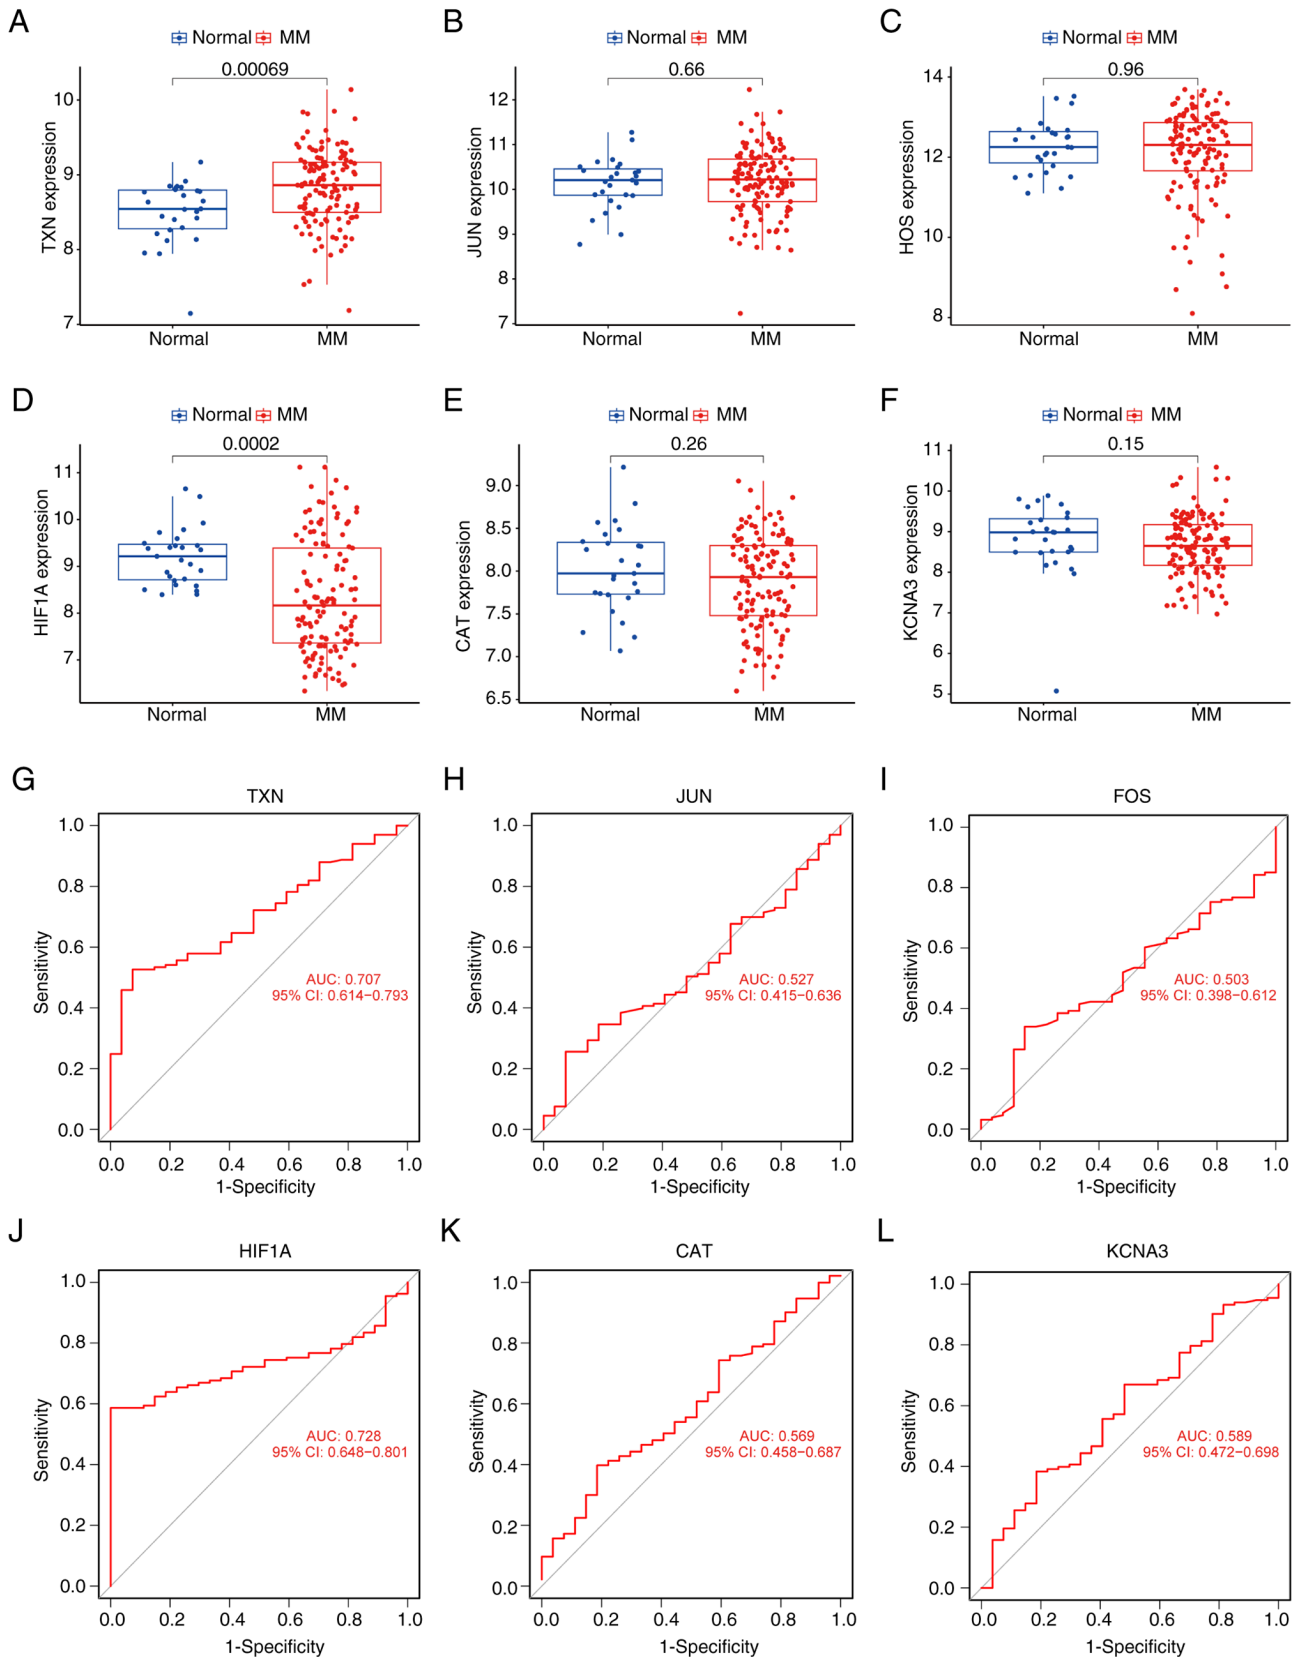 A
Normal MM
0.00069
TXN expression
10
9
8
7
Normal MM
B
Normal MM
0.66
JUN expression
12
11
10
9
8
7
Normal MM
C
Normal MM
0.96
HOS expression
14
12
10
8
Normal MM
D
Normal MM
0.0002
HIF1A expression
11
10
9
8
7
Normal MM
E
Normal MM
0.26
CAT expression
9.0
8.5
8.0
7.5
7.0
6.5
Normal MM
F
Normal MM
0.15
KCNA3 expression
11
10
9
8
7
6
5
Normal MM
G
TXN
Sensitivity
1.0
0.8
0.6
0.4
0.2
0.0
AUC: 0.707
95% CI: 0.614−0.793
0.0 0.2 0.4 0.6 0.8 1.0
1-Specificity
H
JUN
Sensitivity
1.0
0.8
0.6
0.4
0.2
0.0
AUC: 0.527
95% CI: 0.415−0.636
0.0 0.2 0.4 0.6 0.8 1.0
1-Specificity
I
FOS
Sensitivity
1.0
0.8
0.6
0.4
0.2
0.0
AUC: 0.503
95% CI: 0.398−0.612
0.0 0.2 0.4 0.6 0.8 1.0
1-Specificity
J
HIF1A
Sensitivity
1.0
0.8
0.6
0.4
0.2
0.0
AUC: 0.728
95% CI: 0.648−0.801
0.0 0.2 0.4 0.6 0.8 1.0
1-Specificity
K
CAT
Sensitivity
1.0
0.8
0.6
0.4
0.2
0.0
AUC: 0.569
95% CI: 0.458−0.687
0.0 0.2 0.4 0.6 0.8 1.0
1-Specificity
L
KCNA3
Sensitivity
1.0
0.8
0.6
0.4
0.2
0.0
AUC: 0.589
95% CI: 0.472−0.698
0.0 0.2 0.4 0.6 0.8 1.0
1-Specificity